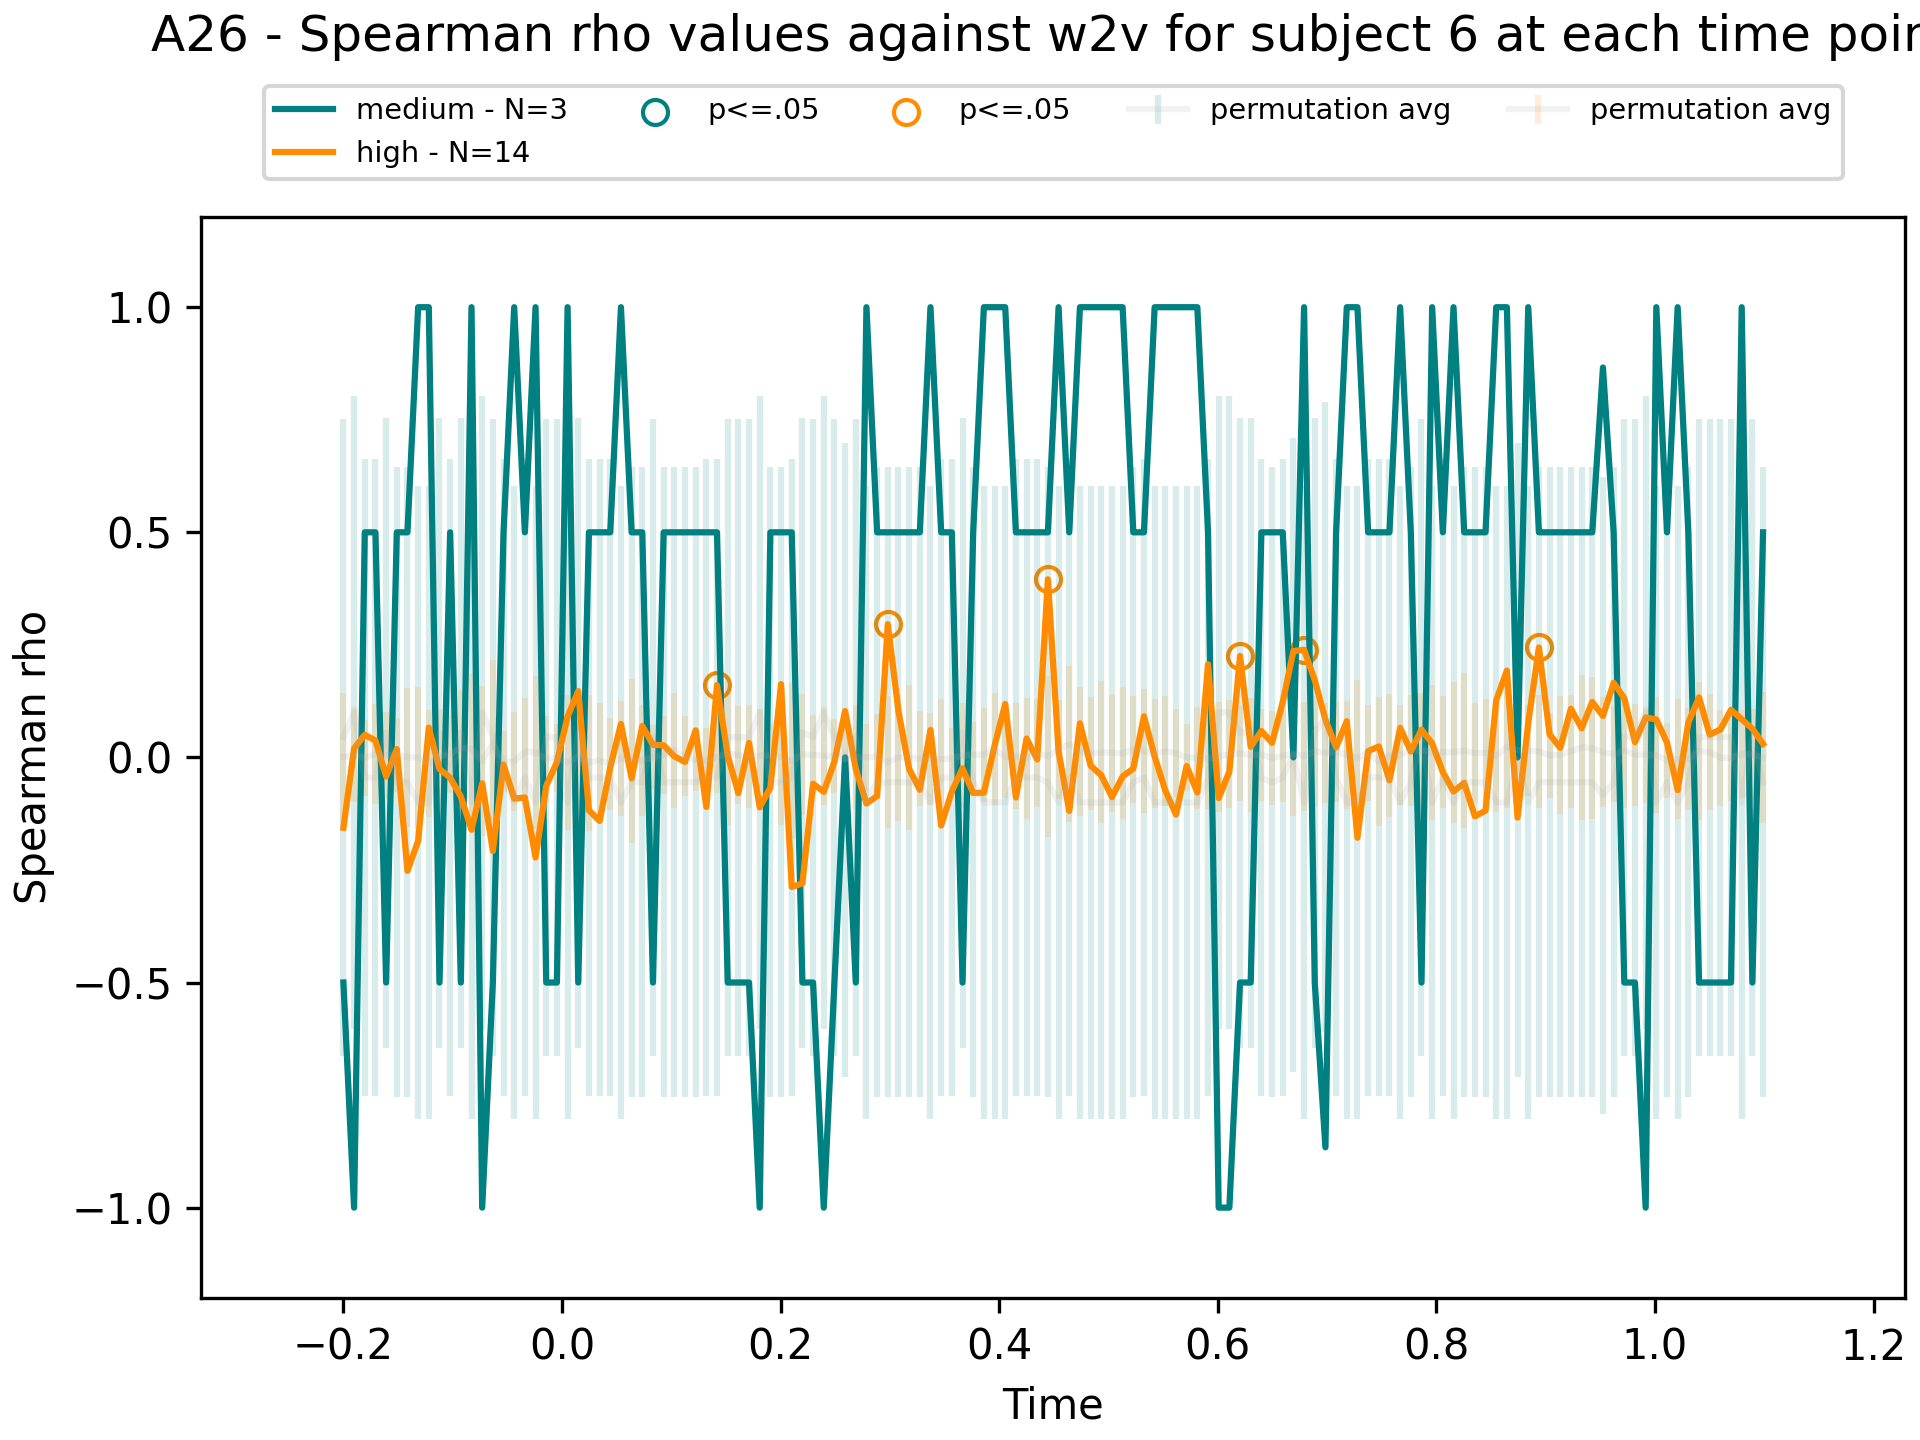 A26 - Spearman rho values against w2v for subject 6 at each time poin
medium - N=3
high - N=14
p<=.05
p<=.05
permutation avg
permutation avg
1.0
0.5
0.0
−0.5
−1.0
Spearman rho
−0.2 0.0 0.2 0.4 0.6 0.8 1.0 1.2
Time